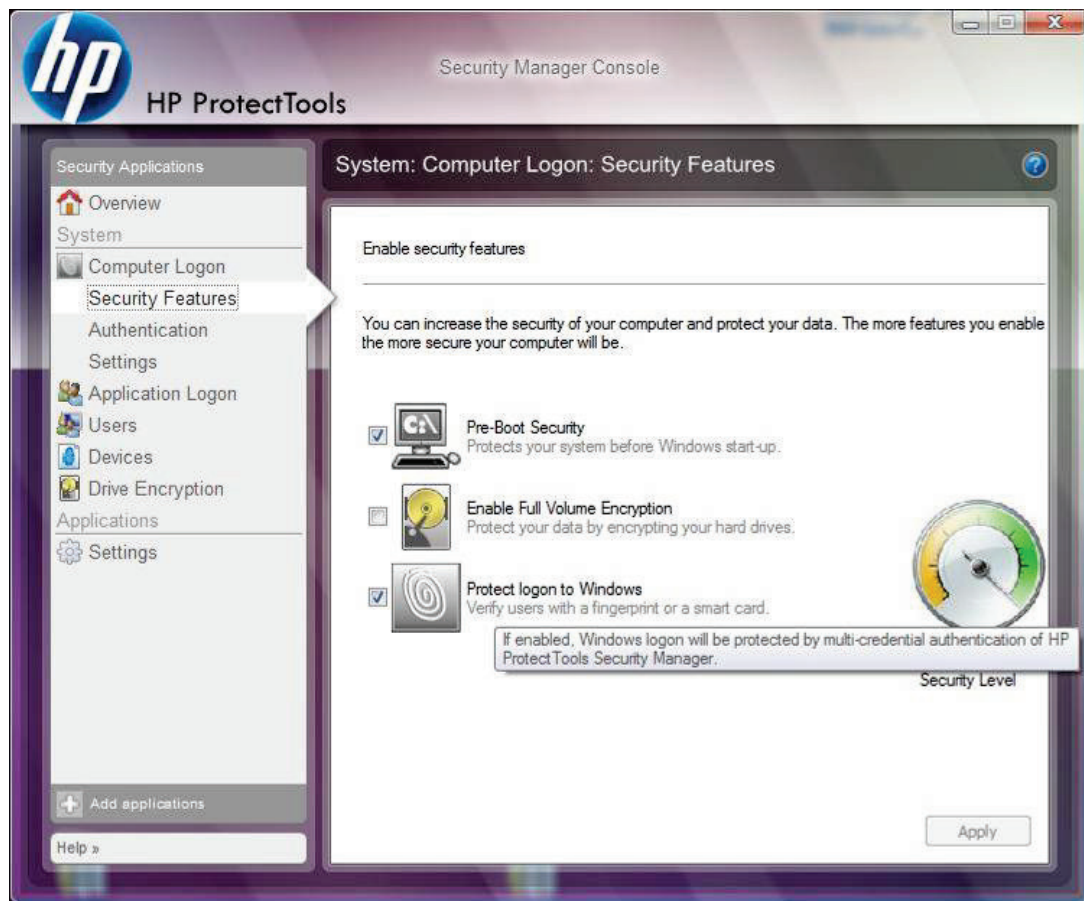 hp
HP ProtectTools
Security Manager Console
Security Applications
Overview
System
Computer Logon
Security Features
Authentication
Settings
Application Logon
Users
Devices
Drive Encryption
Applications
Settings
Add applications
Help »
System: Computer Logon: Security Features
?
Enable security features
You can increase the security of your computer and protect your data. The more features you enable
the more secure your computer will be.
C:\
Pre-Boot Security
Protects your system before Windows start-up.
Enable Full Volume Encryption
Protect your data by encrypting your hard drives.
Protect logon to Windows
Verify users with a fingerprint or a smart card.
If enabled, Windows logon will be protected by multi-credential authentication of HP
ProtectTools Security Manager.
Security Level
Apply